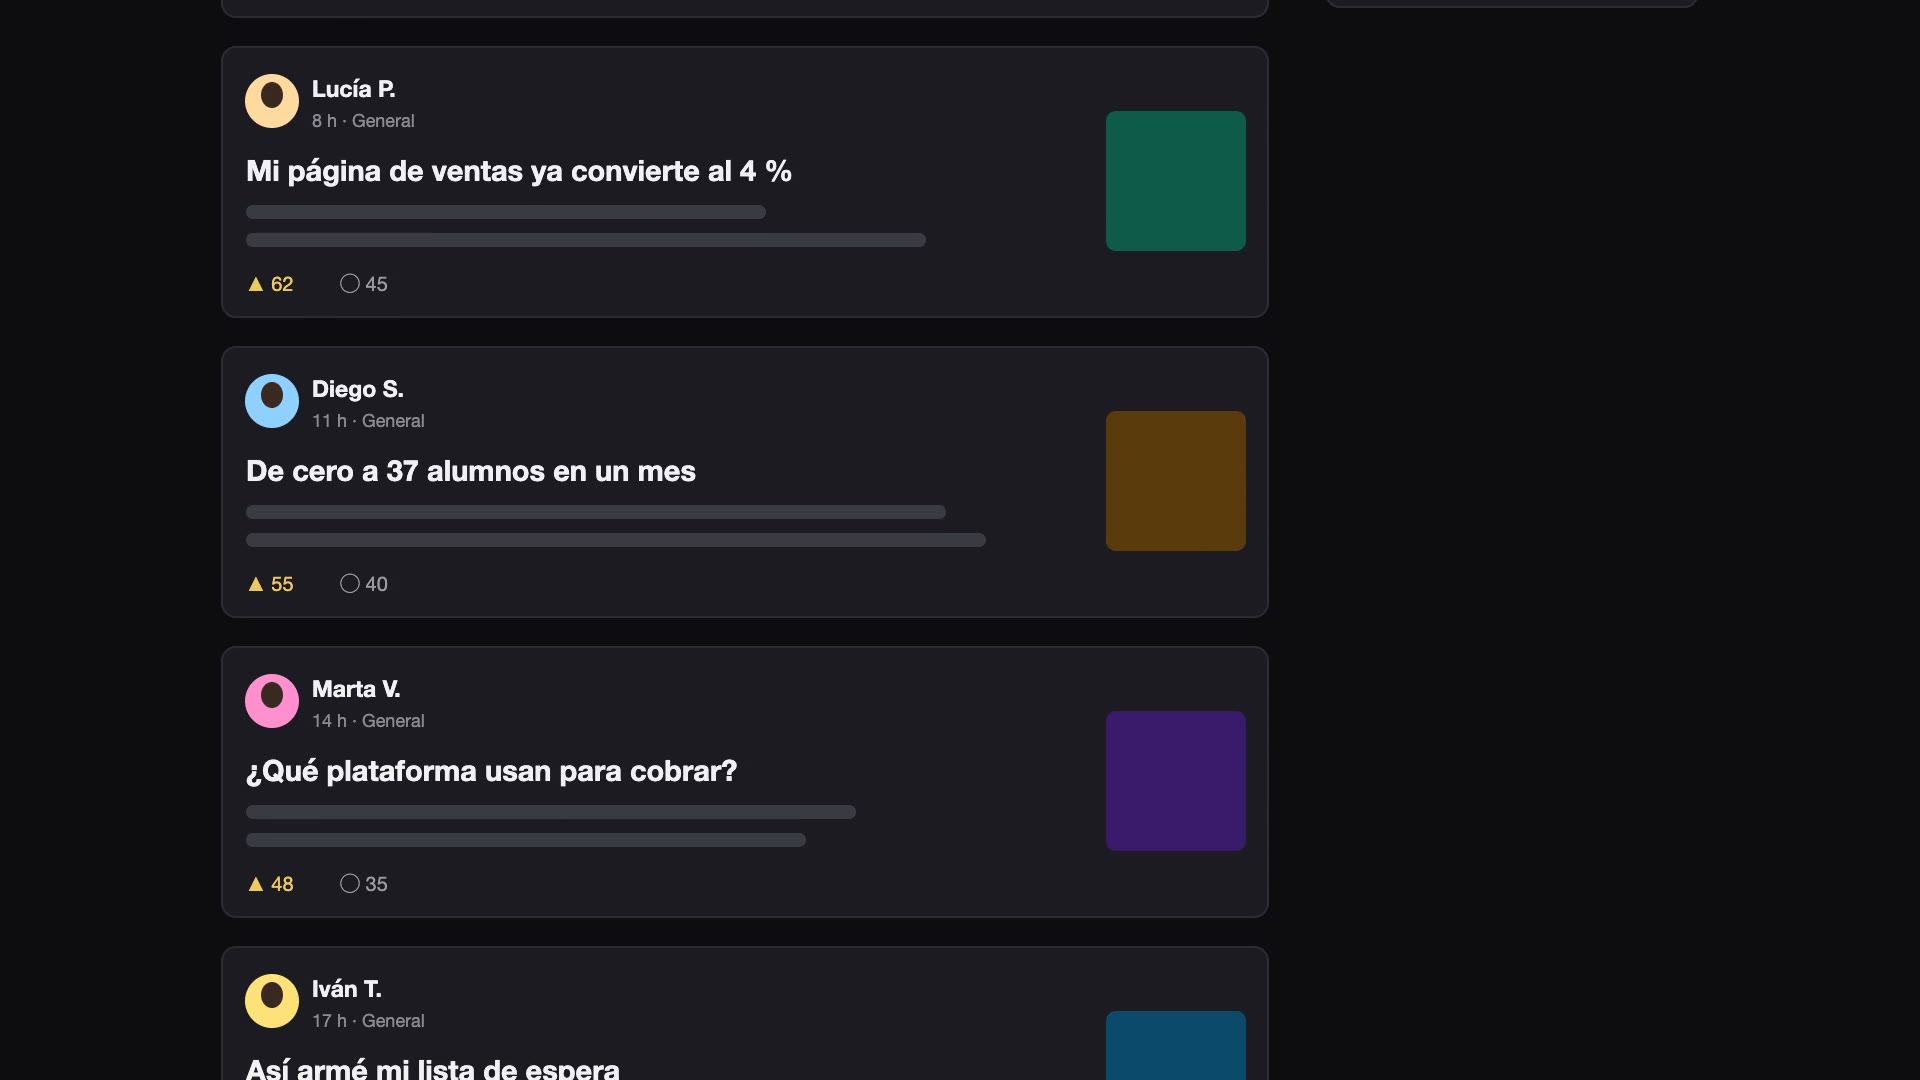 Lucía P.
8 h · General
Mi página de ventas ya convierte al 4 %
▲ 62 ◯ 45
Diego S.
11 h · General
De cero a 37 alumnos en un mes
▲ 55 ◯ 40
Marta V.
14 h · General
¿Qué plataforma usan para cobrar?
▲ 48 ◯ 35
Iván T.
17 h · General
Así armé mi lista de espera